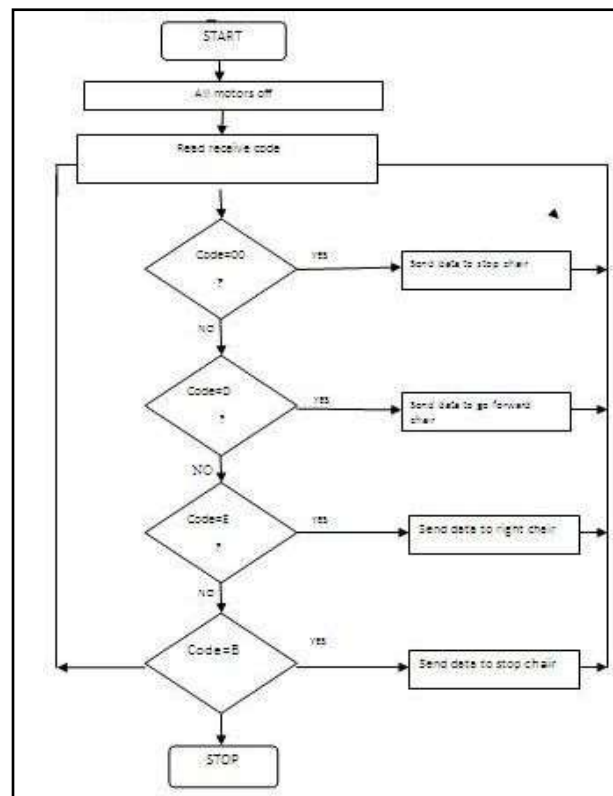 START
All motors off
Read receive code
Code=00
?
YES
Send data to stop chair
NO
Code=D
?
YES
Send data to go forward
chair
NO
Code=E
?
YES
Send data to right chair
NO
Code=B
YES
Send data to stop chair
STOP